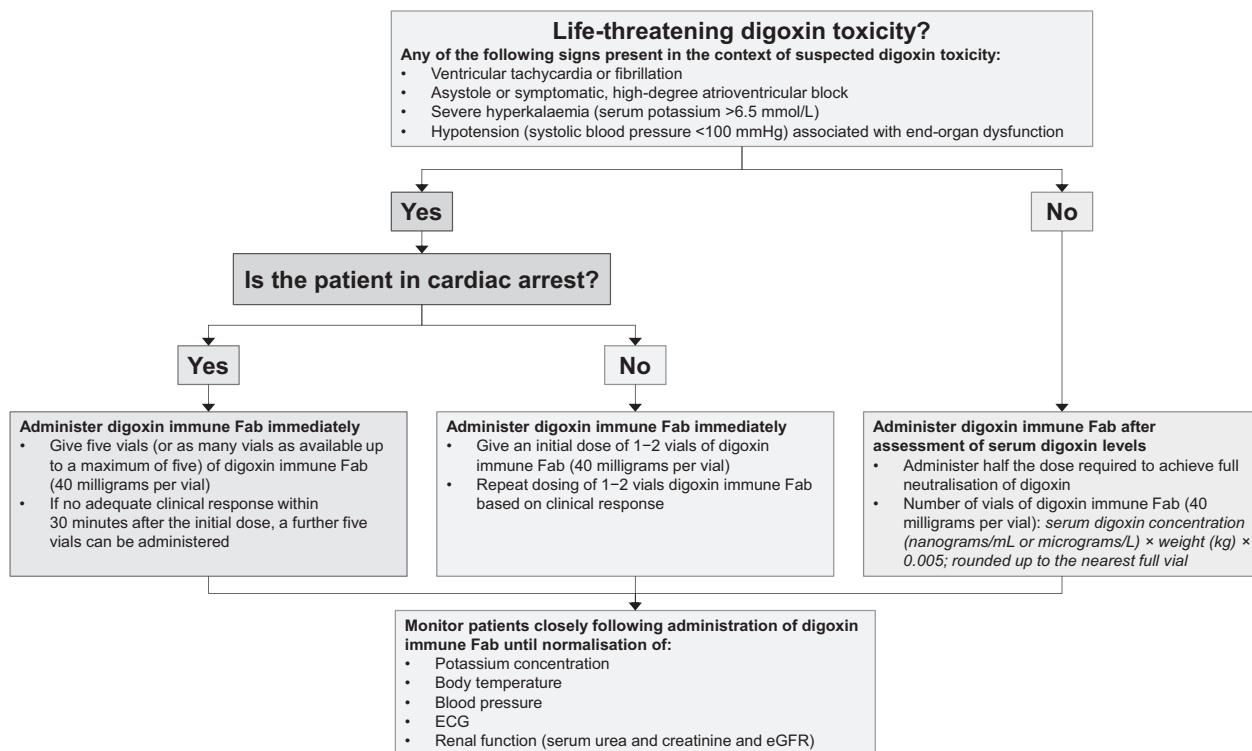 Life-threatening digoxin toxicity?
Any of the following signs present in the context of suspected digoxin toxicity:
• Ventricular tachycardia or fibrillation
• Asystole or symptomatic, high-degree atrioventricular block
• Severe hyperkalaemia (serum potassium >6.5 mmol/L)
• Hypotension (systolic blood pressure <100 mmHg) associated with end-organ dysfunction
Yes
No
Is the patient in cardiac arrest?
Yes
No
Administer digoxin immune Fab immediately
• Give five vials (or as many vials as available up
to a maximum of five) of digoxin immune Fab
(40 milligrams per vial)
• If no adequate clinical response within
30 minutes after the initial dose, a further five
vials can be administered
Administer digoxin immune Fab immediately
• Give an initial dose of 1−2 vials of digoxin
immune Fab (40 milligrams per vial)
• Repeat dosing of 1−2 vials digoxin immune Fab
based on clinical response
Administer digoxin immune Fab after
assessment of serum digoxin levels
• Administer half the dose required to achieve full
neutralisation of digoxin
• Number of vials of digoxin immune Fab (40
milligrams per vial): serum digoxin concentration
(nanograms/mL or micrograms/L) × weight (kg) ×
0.005; rounded up to the nearest full vial
Monitor patients closely following administration of digoxin
immune Fab until normalisation of:
• Potassium concentration
• Body temperature
• Blood pressure
• ECG
• Renal function (serum urea and creatinine and eGFR)